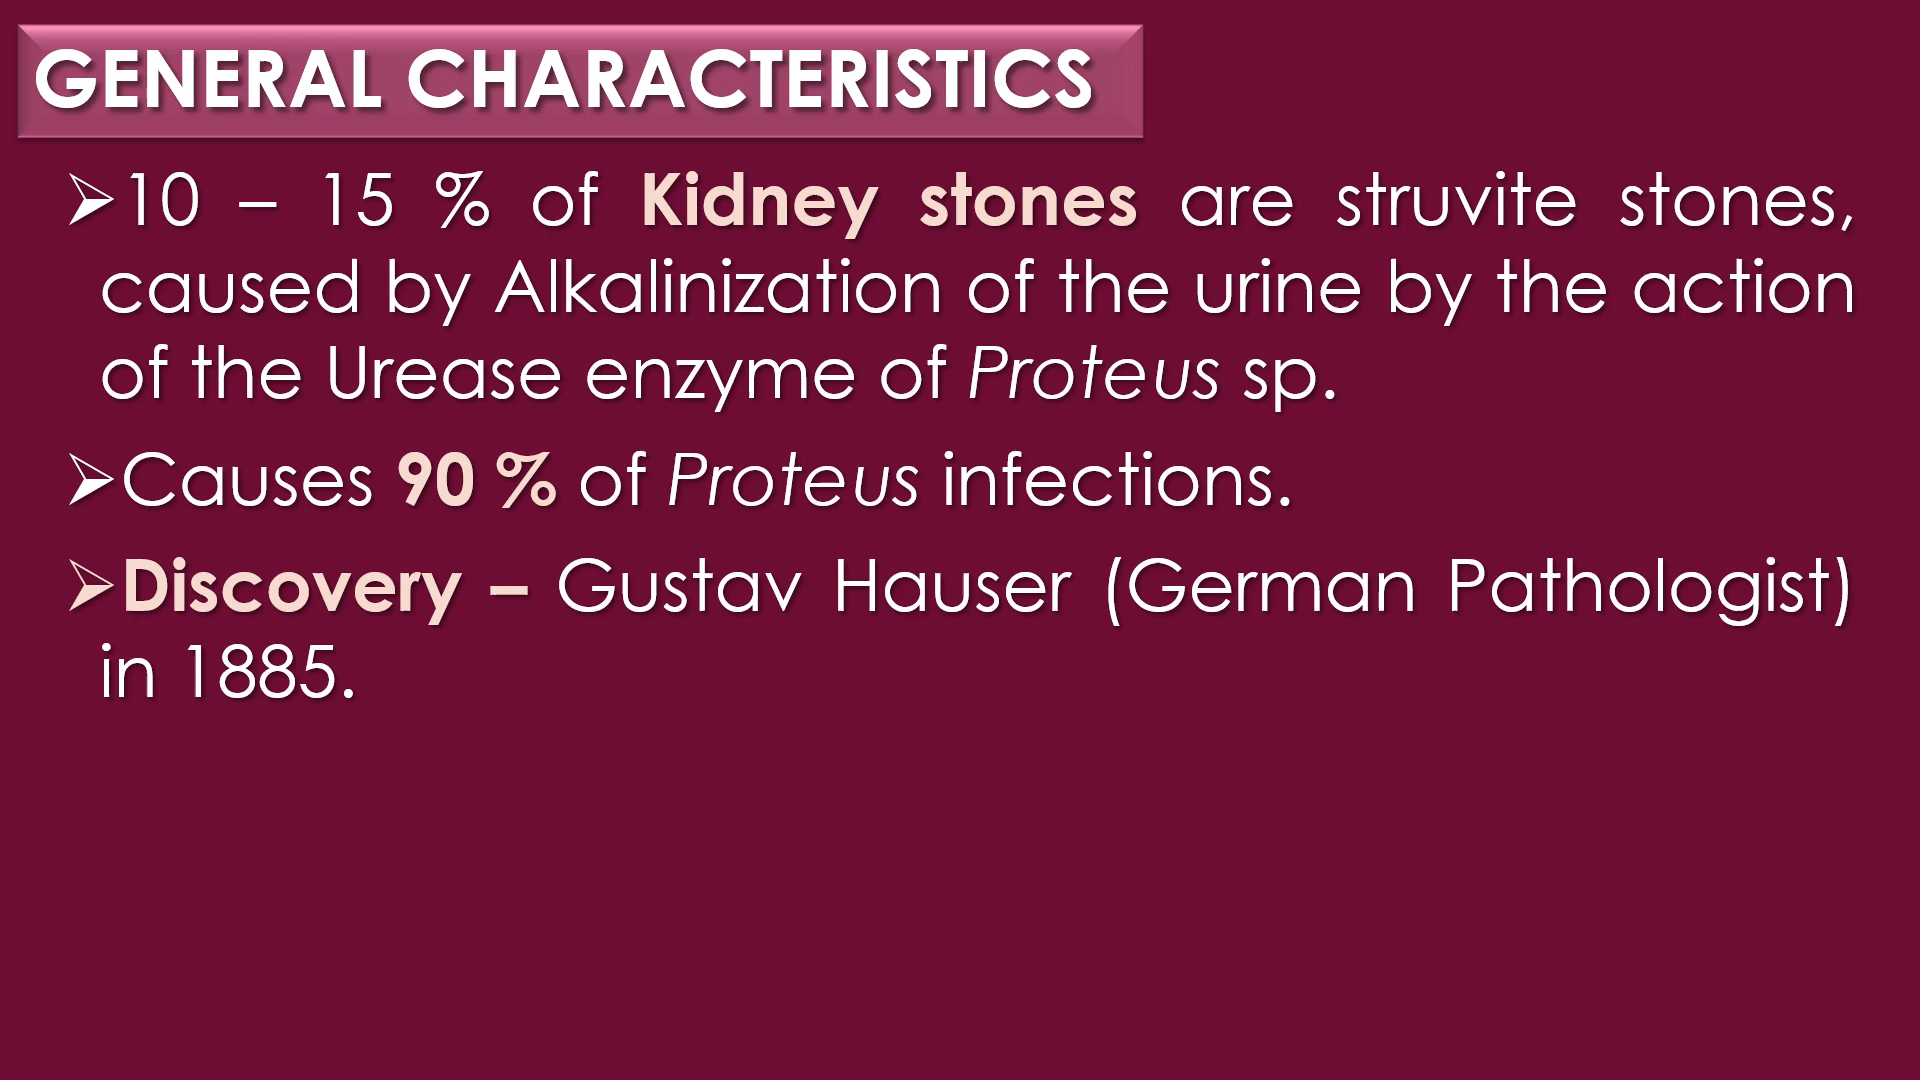 GENERAL CHARACTERISTICS
➢10 – 15 % of Kidney stones are struvite stones,
caused by Alkalinization of the urine by the action
of the Urease enzyme of Proteus sp.
➢Causes 90 % of Proteus infections.
➢Discovery – Gustav Hauser (German Pathologist)
in 1885.